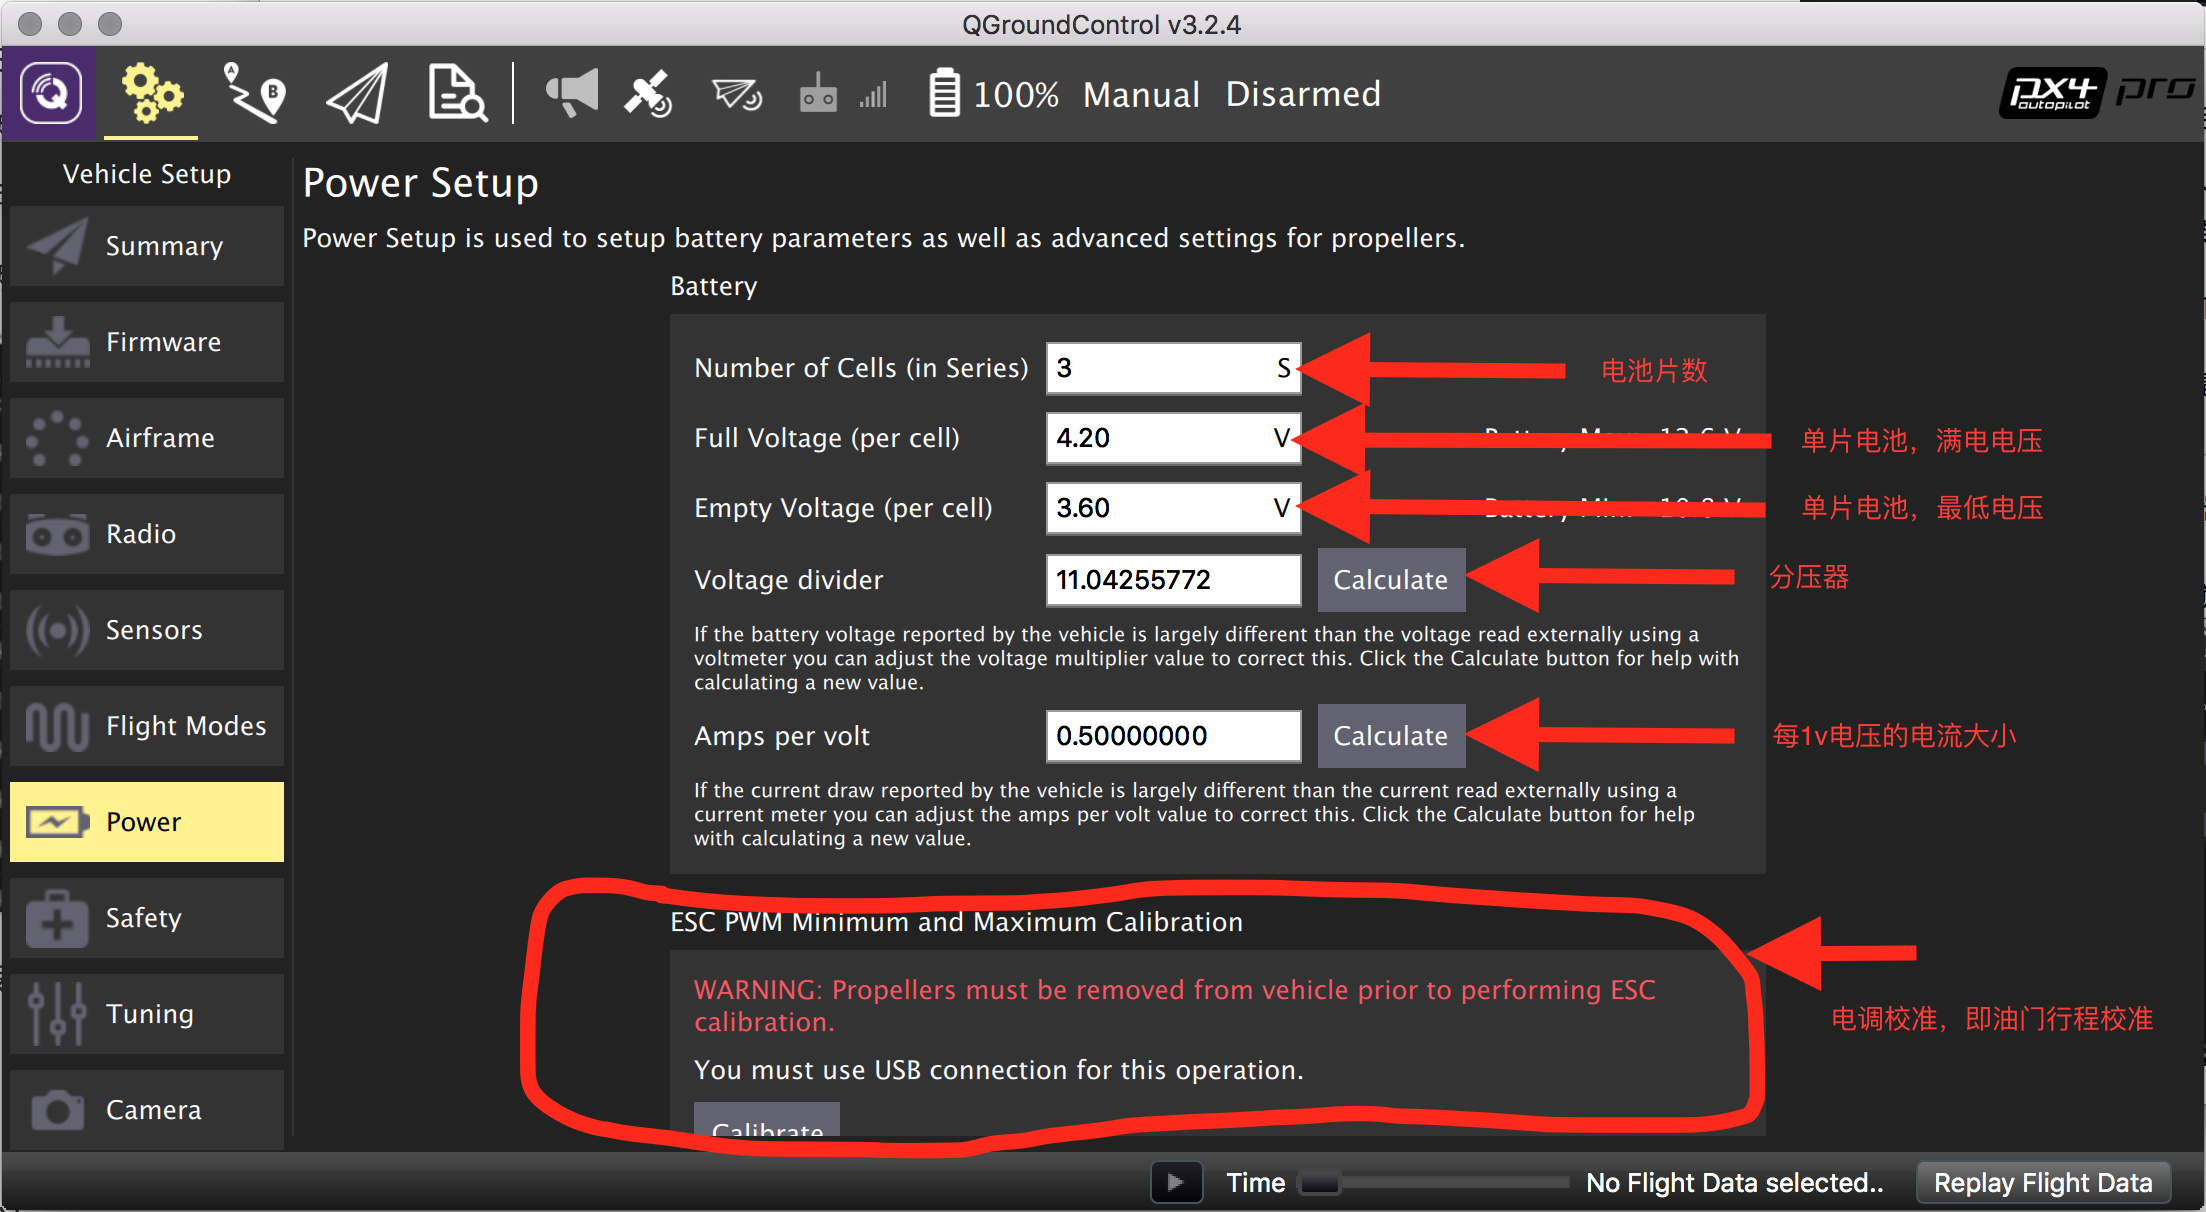 QGroundControl v3.2.4
100% Manual Disarmed
px4 autopilot pro
Vehicle Setup
Summary
Firmware
Airframe
Radio
Sensors
Flight Modes
Power
Safety
Tuning
Camera
Power Setup
Power Setup is used to setup battery parameters as well as advanced settings for propellers.
Battery
Number of Cells (in Series) 3 S 电池片数
Full Voltage (per cell) 4.20 V 单片电池，满电电压
Empty Voltage (per cell) 3.60 V 单片电池，最低电压
Voltage divider 11.04255772 Calculate 分压器
If the battery voltage reported by the vehicle is largely different than the voltage read externally using a
voltmeter you can adjust the voltage multiplier value to correct this. Click the Calculate button for help with
calculating a new value.
Amps per volt 0.50000000 Calculate 每1v电压的电流大小
If the current draw reported by the vehicle is largely different than the current read externally using a
current meter you can adjust the amps per volt value to correct this. Click the Calculate button for help
with calculating a new value.
ESC PWM Minimum and Maximum Calibration
WARNING: Propellers must be removed from vehicle prior to performing ESC
calibration.
电调校准，即油门行程校准
You must use USB connection for this operation.
Calibrate
Time No Flight Data selected.. Replay Flight Data